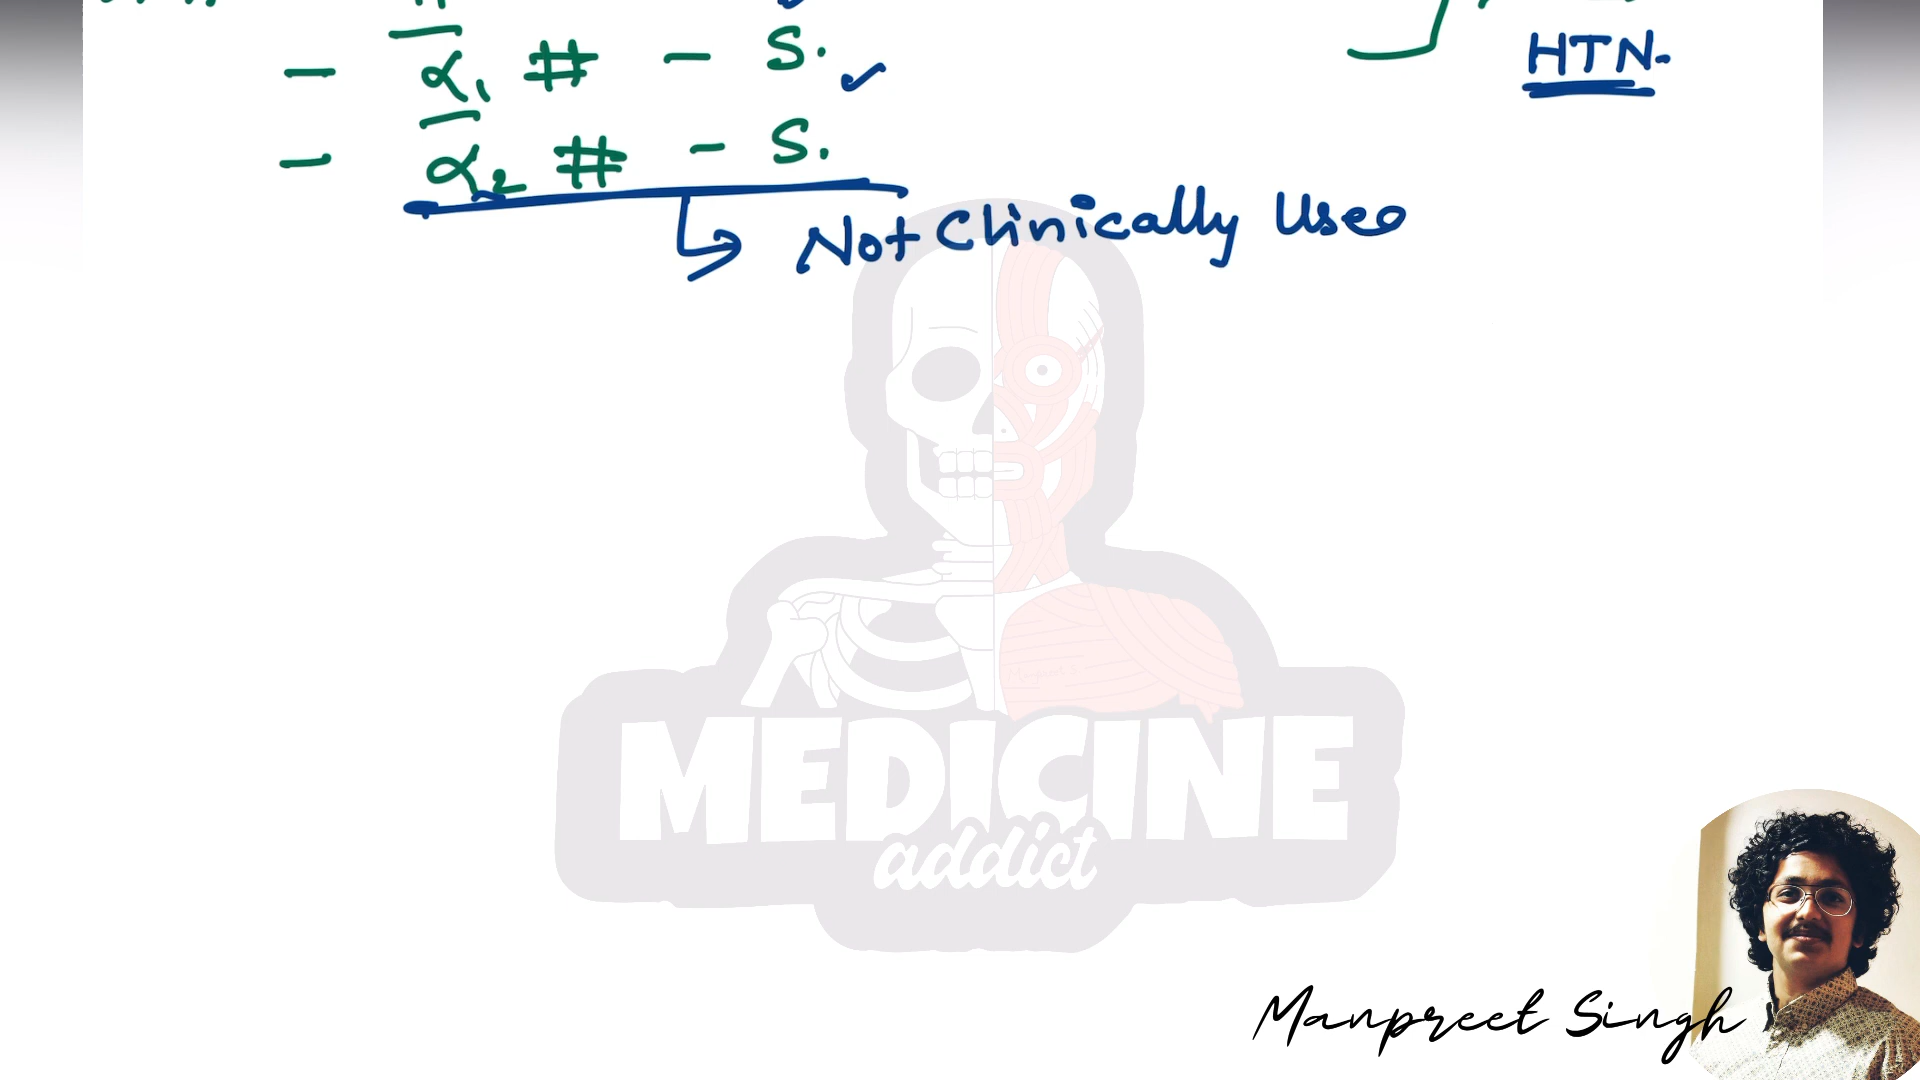 - α₁ # - S. ✓
HTN.
- α₂ # - S.
↳ Not Clinically Used
MEDICINE
addict
Manpreet Singh